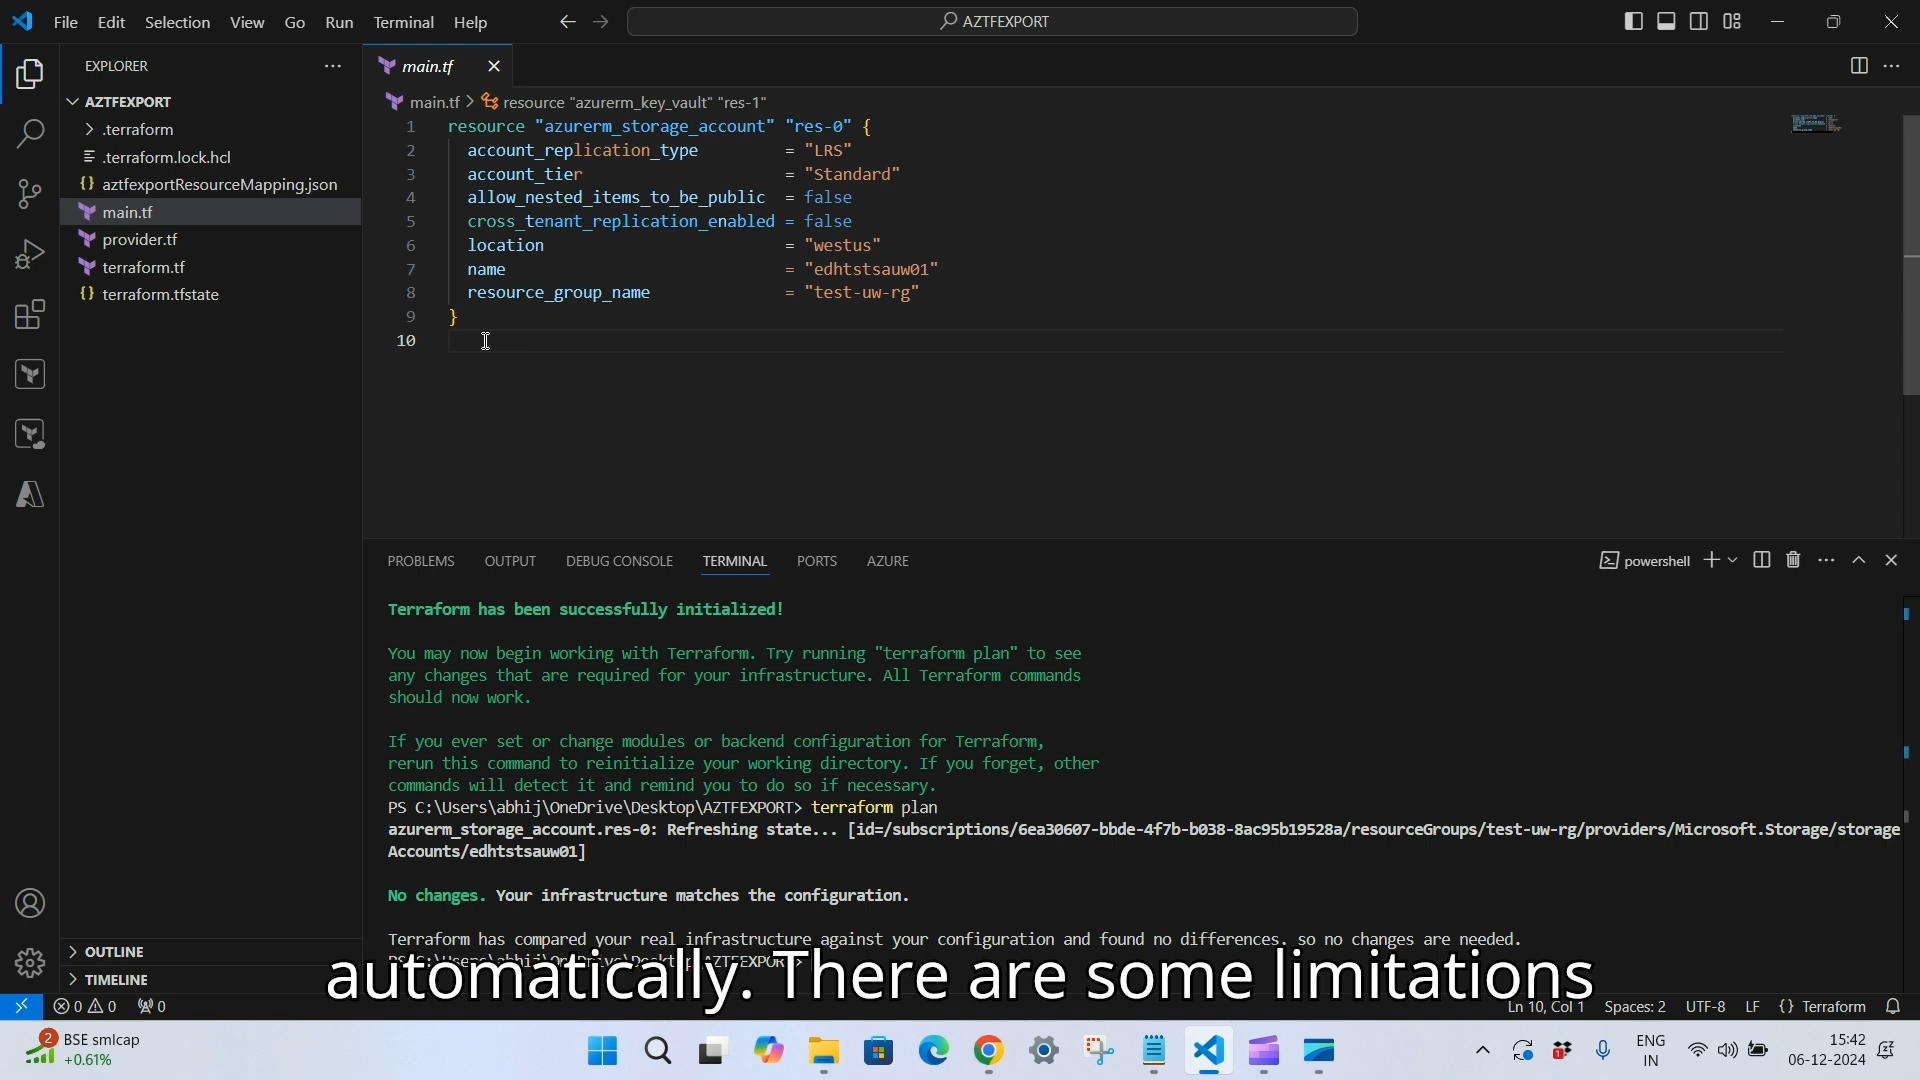 File Edit Selection View Go Run Terminal Help
AZTFEXPORT
EXPLORER
AZTFEXPORT
.terraform
.terraform.lock.hcl
aztfexportResourceMapping.json
main.tf
provider.tf
terraform.tf
terraform.tfstate
OUTLINE
TIMELINE
main.tf
main.tf > resource "azurerm_key_vault" "res-1"
1 resource "azurerm_storage_account" "res-0" {
2 account_replication_type = "LRS"
3 account_tier = "Standard"
4 allow_nested_items_to_be_public = false
5 cross_tenant_replication_enabled = false
6 location = "westus"
7 name = "edhtstsauw01"
8 resource_group_name = "test-uw-rg"
9 }
10
PROBLEMS OUTPUT DEBUG CONSOLE TERMINAL PORTS AZURE
powershell
Terraform has been successfully initialized!
You may now begin working with Terraform. Try running "terraform plan" to see
any changes that are required for your infrastructure. All Terraform commands
should now work.
If you ever set or change modules or backend configuration for Terraform,
rerun this command to reinitialize your working directory. If you forget, other
commands will detect it and remind you to do so if necessary.
PS C:\Users\abhij\OneDrive\Desktop\AZTFEXPORT> terraform plan
azurerm_storage_account.res-0: Refreshing state... [id=/subscriptions/6ea30607-bbde-4f7b-b038-8ac95b19528a/resourceGroups/test-uw-rg/providers/Microsoft.Storage/storage
Accounts/edhtstsauw01]
No changes. Your infrastructure matches the configuration.
Terraform has compared your real infrastructure against your configuration and found no differences, so no changes are needed.
PS C:\Users\abhij\OneDrive\Desktop\AZTFEXPORT>
automatically. There are some limitations
0 0 0
Ln 10, Col 1 Spaces: 2 UTF-8 LF {} Terraform
2 BSE smlcap
+0.61%
1
ENG
IN
15:42
06-12-2024